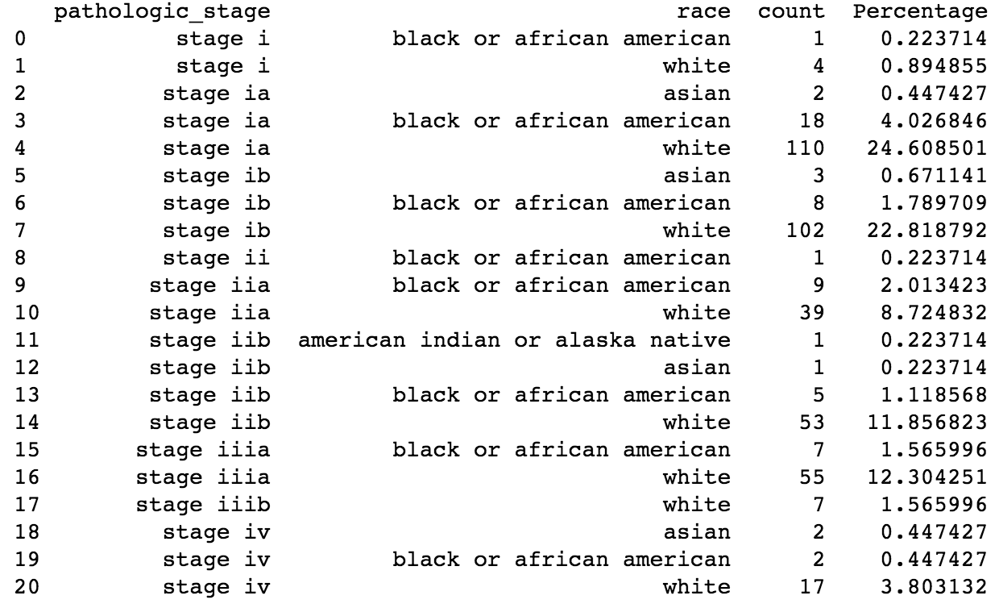 pathologic_stage race count Percentage
0 stage i black or african american 1 0.223714
1 stage i white 4 0.894855
2 stage ia asian 2 0.447427
3 stage ia black or african american 18 4.026846
4 stage ia white 110 24.608501
5 stage ib asian 3 0.671141
6 stage ib black or african american 8 1.789709
7 stage ib white 102 22.818792
8 stage ii black or african american 1 0.223714
9 stage iia black or african american 9 2.013423
10 stage iia white 39 8.724832
11 stage iib american indian or alaska native 1 0.223714
12 stage iib asian 1 0.223714
13 stage iib black or african american 5 1.118568
14 stage iib white 53 11.856823
15 stage iiia black or african american 7 1.565996
16 stage iiia white 55 12.304251
17 stage iiib white 7 1.565996
18 stage iv asian 2 0.447427
19 stage iv black or african american 2 0.447427
20 stage iv white 17 3.803132